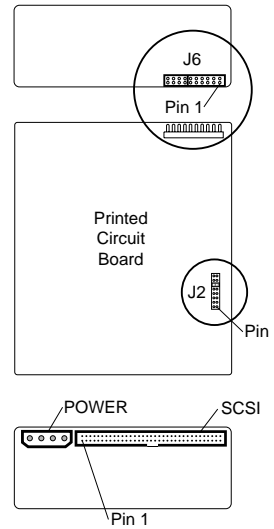 J6
Pin 1
Printed
Circuit
Board
J2
Pin
POWER
SCSI
Pin 1